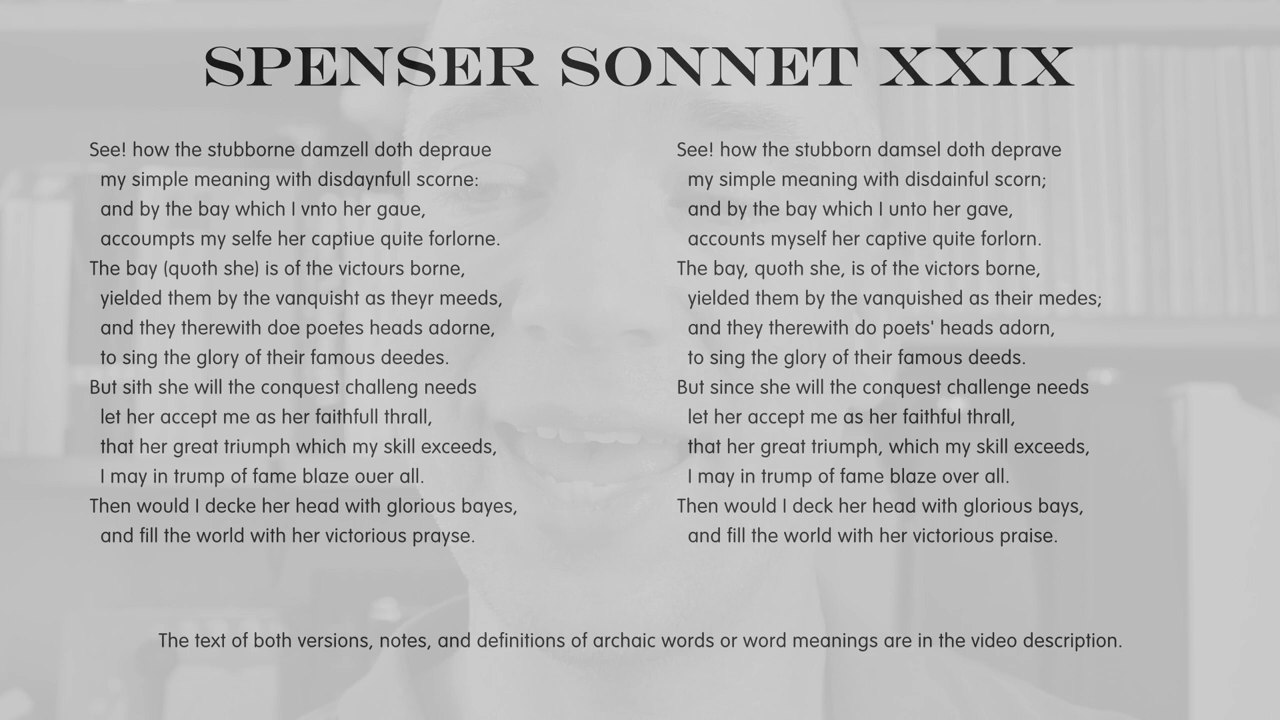 SPENSER SONNET XXIX
See! how the stubborne damzell doth depraue
my simple meaning with disdaynfull scorne:
and by the bay which I vnto her gaue,
accoumpts my selfe her captiue quite forlorne.
The bay (quoth she) is of the victours borne,
yielded them by the vanquisht as theyr meeds,
and they therewith doe poetes heads adorne,
to sing the glory of their famous deedes.
But sith she will the conquest challeng needs
let her accept me as her faithfull thrall,
that her great triumph which my skill exceeds,
I may in trump of fame blaze ouer all.
Then would I decke her head with glorious bayes,
and fill the world with her victorious prayse.
See! how the stubborn damsel doth deprave
my simple meaning with disdainful scorn;
and by the bay which I unto her gave,
accounts myself her captive quite forlorn.
The bay, quoth she, is of the victors borne,
yielded them by the vanquished as their medes;
and they therewith do poets' heads adorn,
to sing the glory of their famous deeds.
But since she will the conquest challenge needs
let her accept me as her faithful thrall,
that her great triumph, which my skill exceeds,
I may in trump of fame blaze over all.
Then would I deck her head with glorious bays,
and fill the world with her victorious praise.
The text of both versions, notes, and definitions of archaic words or word meanings are in the video description.